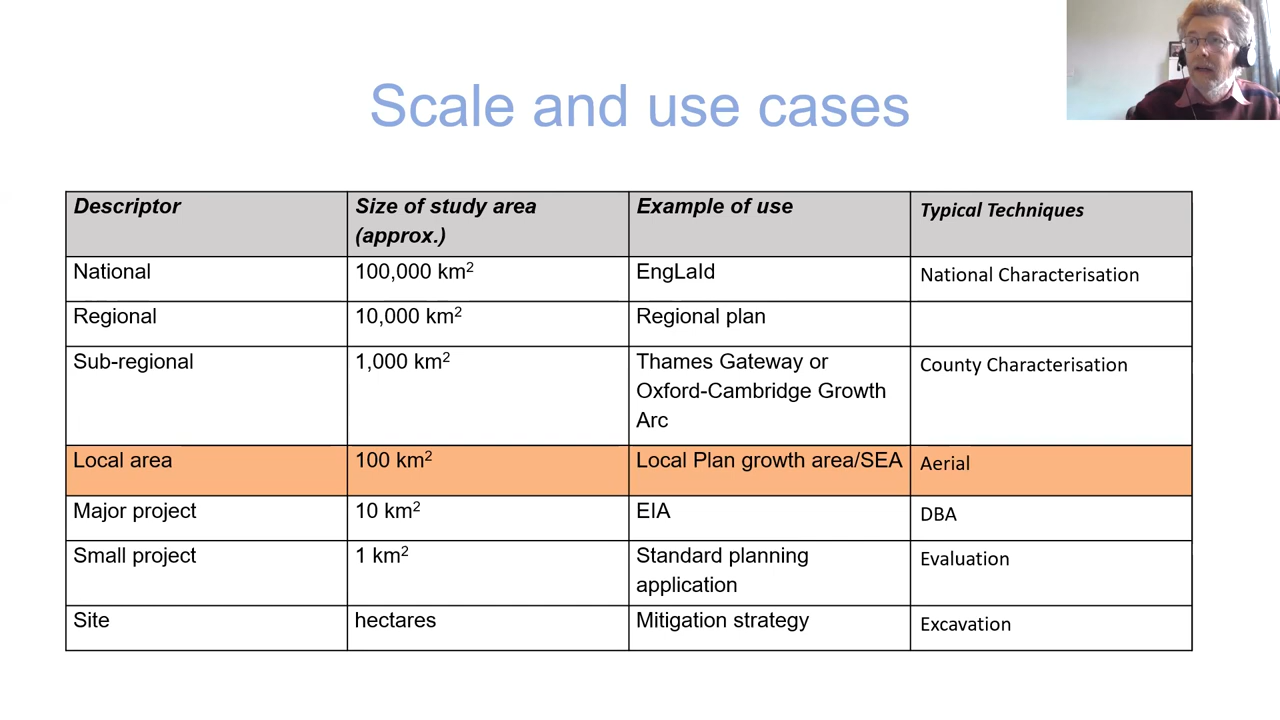 Scale and use cases
Descriptor
Size of study area
(approx.)
Example of use
Typical Techniques
National
100,000 km²
EngLaId
National Characterisation
Regional
10,000 km²
Regional plan
Sub-regional
1,000 km²
Thames Gateway or
Oxford-Cambridge Growth
Arc
County Characterisation
Local area
100 km²
Local Plan growth area/SEA
Aerial
Major project
10 km²
EIA
DBA
Small project
1 km²
Standard planning
application
Evaluation
Site
hectares
Mitigation strategy
Excavation